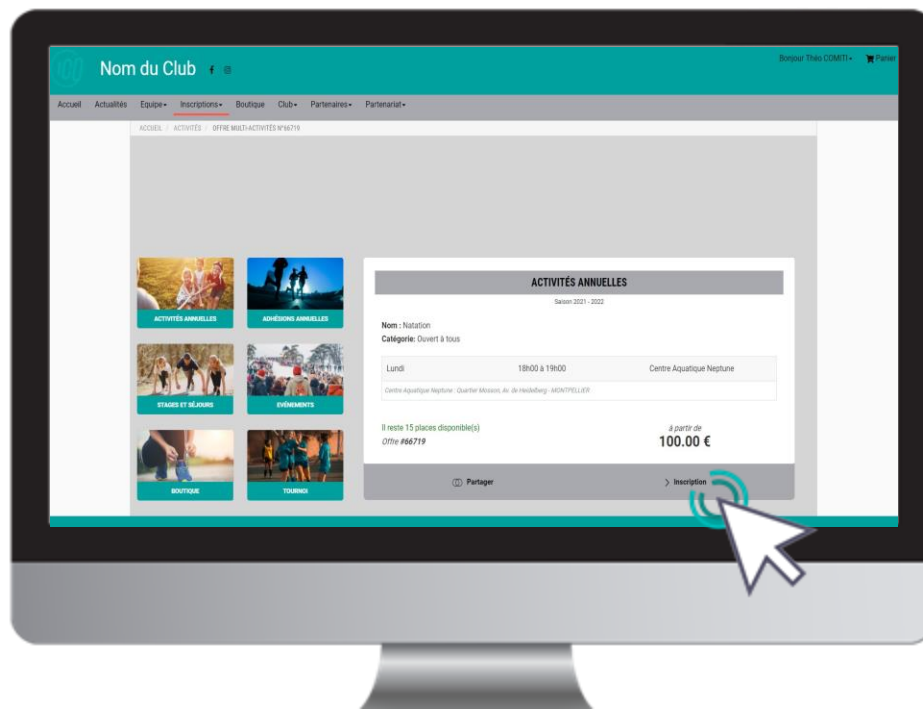 Nom du Club
Bonjour Théo COMITI
Panier
Accueil Actualités Equipe Inscriptions Boutique Club Partenaires Partenariat
ACCUEIL / ACTIVITÉS / OFFRE MULTI-ACTIVITÉS N°66719
ACTIVITÉS ANNUELLES
ADHÉSIONS ANNUELLES
STAGES ET SÉJOURS
EVÉNEMENTS
BOUTIQUE
TOURNOI
ACTIVITÉS ANNUELLES
Saison 2021 - 2022
Nom : Natation
Catégorie: Ouvert à tous
Lundi 18h00 à 19h00 Centre Aquatique Neptune
Centre Aquatique Neptune : Quartier Mosson, Av. de Heidelberg - MONTPELLIER
Il reste 15 places disponible(s)
Offre #66719
à partir de
100.00 €
Partager
Inscription